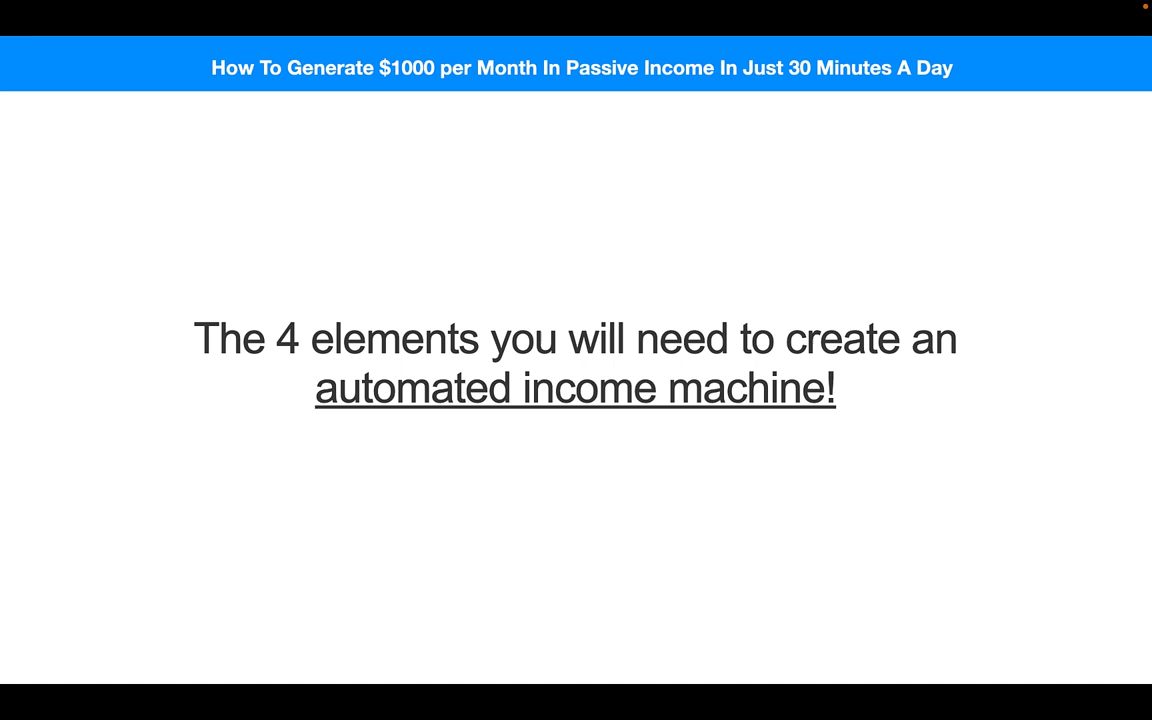 How To Generate $1000 per Month In Passive Income In Just 30 Minutes A Day
The 4 elements you will need to create an
automated income machine!